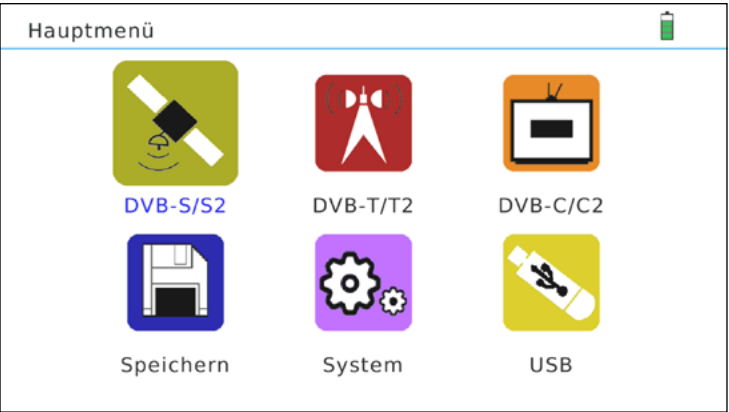 Hauptmenü
DVB-S/S2 DVB-T/T2 DVB-C/C2
Speichern System USB